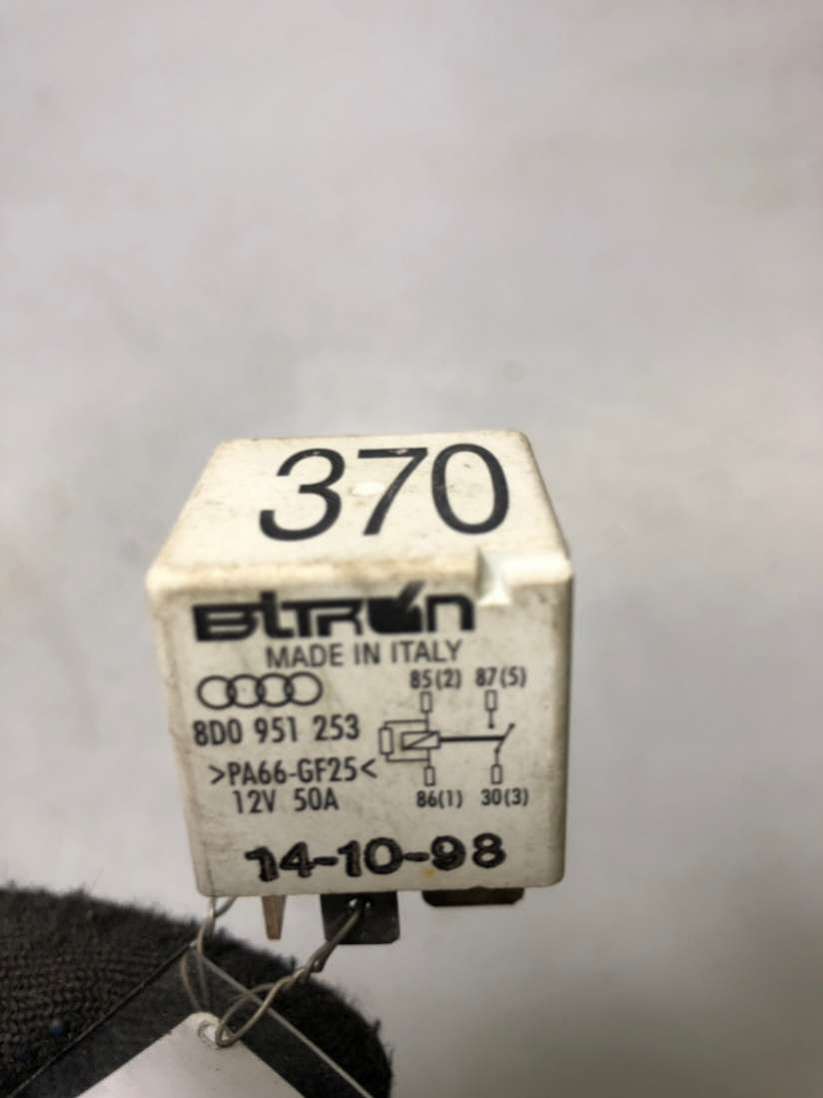 370
BITRON
MADE IN ITALY
85(2) 87(5)
8D0 951 253
>PA66-GF25<
12V 50A
86(1) 30(3)
14-10-98